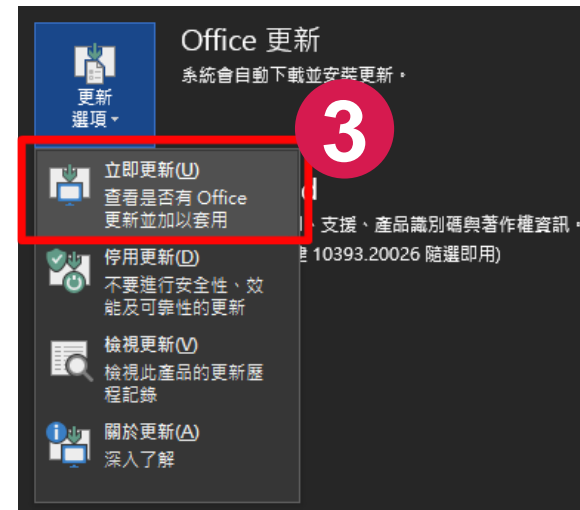 Office 更新
系統會自動下載並安裝更新。
更新
選項
3
立即更新(U)
查看是否有 Office
更新並加以套用
d
、支援、產品識別碼與著作權資訊。
停用更新(D)
10393.20026 隨選即用)
不要進行安全性、效
能及可靠性的更新
檢視更新(V)
檢視此產品的更新歷
程記錄
關於更新(A)
深入了解